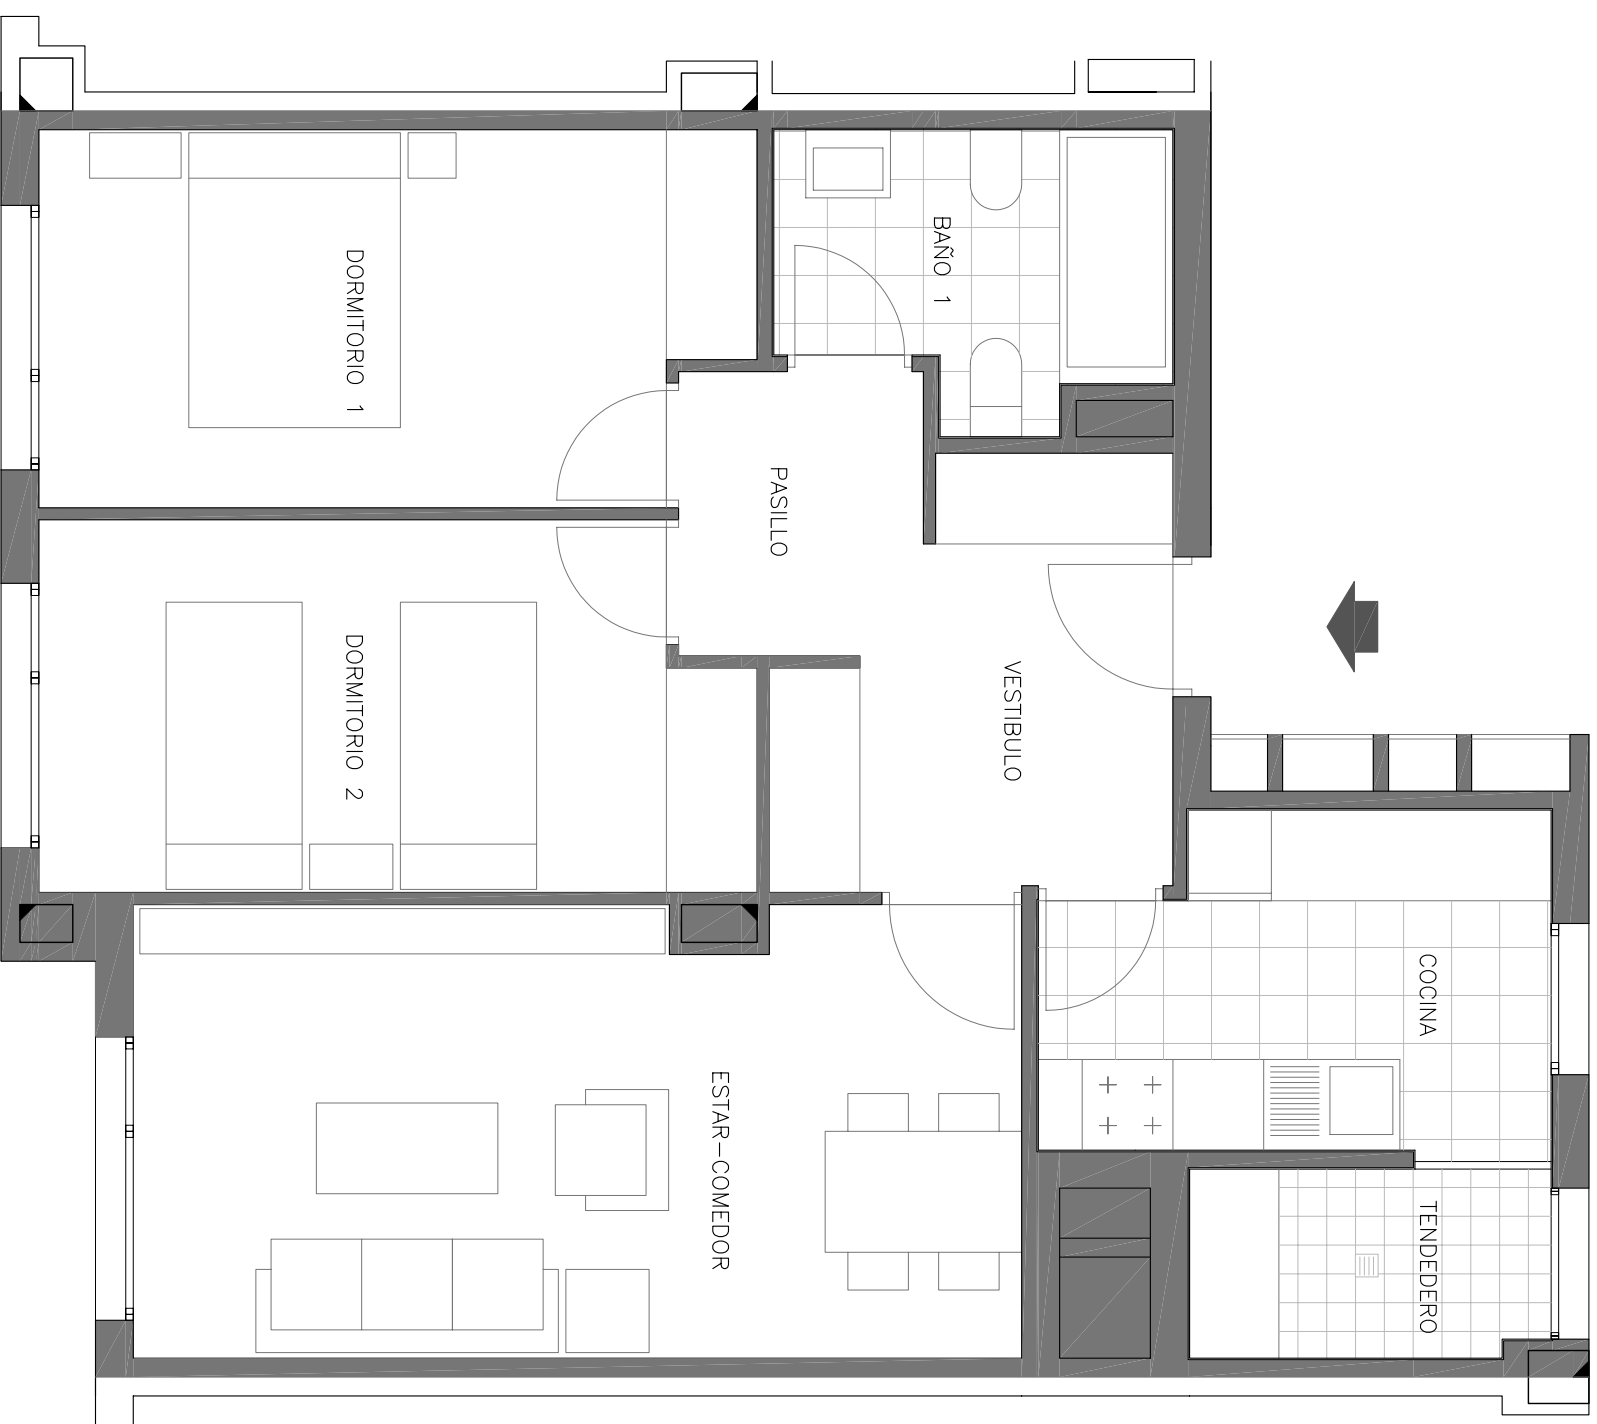 DORMITORIO 1
BAÑO 1
PASILLO
DORMITORIO 2
VESTIBULO
COCINA
ESTAR-COMEDOR
TENDEDERO